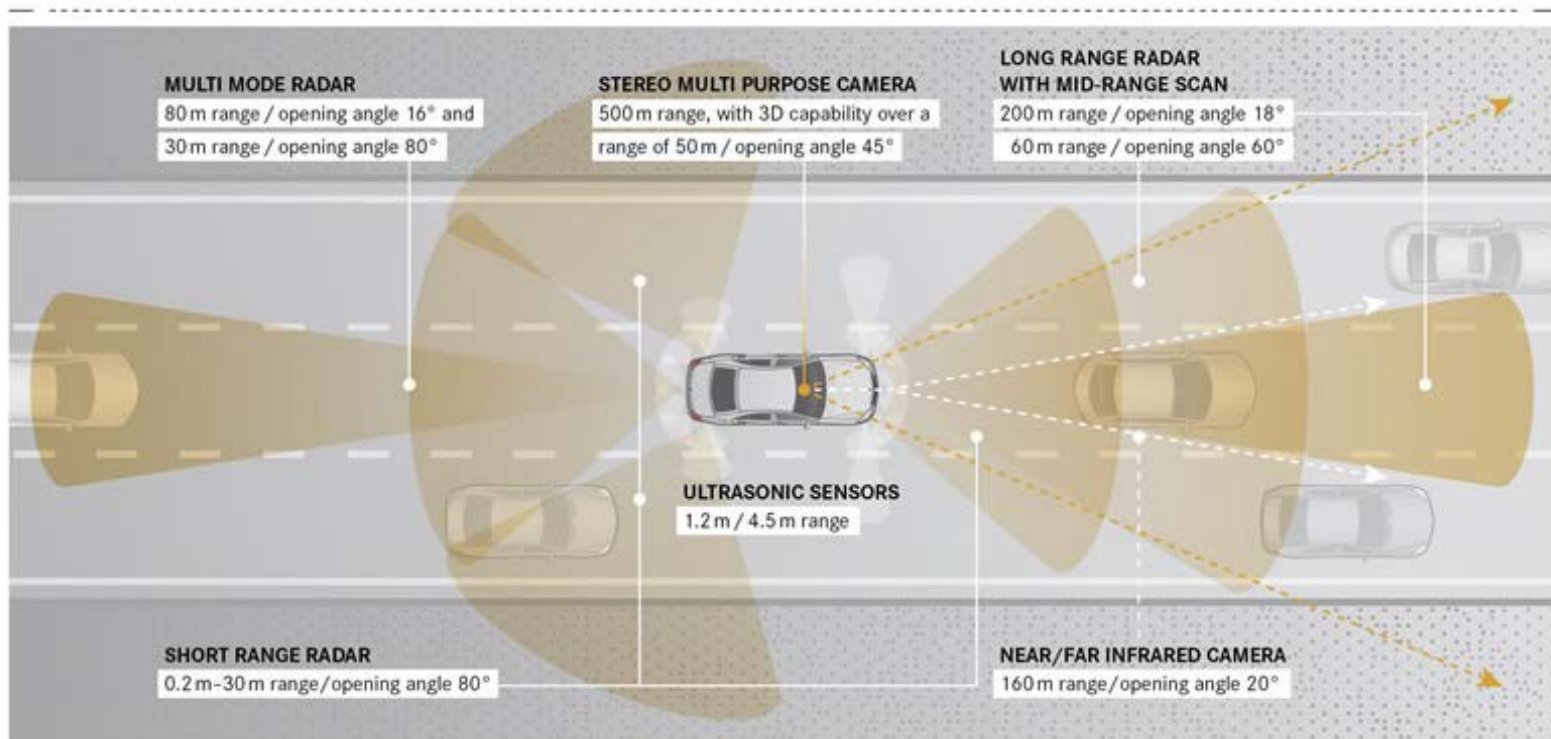 MULTI MODE RADAR
80 m range / opening angle 16° and
30 m range / opening angle 80°
STEREO MULTI PURPOSE CAMERA
500 m range, with 3D capability over a
range of 50 m / opening angle 45°
LONG RANGE RADAR
WITH MID-RANGE SCAN
200 m range / opening angle 18°
60 m range / opening angle 60°
ULTRASONIC SENSORS
1.2 m / 4.5 m range
SHORT RANGE RADAR
0.2 m–30 m range/opening angle 80°
NEAR/FAR INFRARED CAMERA
160 m range/opening angle 20°